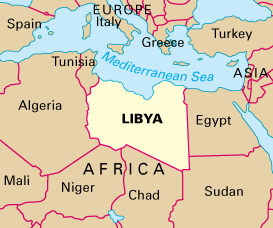 EUROPE
Spain
Italy
Greece
Turkey
Mediterranean Sea
Tunisia
ASIA
Algeria
LIBYA
Egypt
AFRICA
Mali
Niger
Chad
Sudan